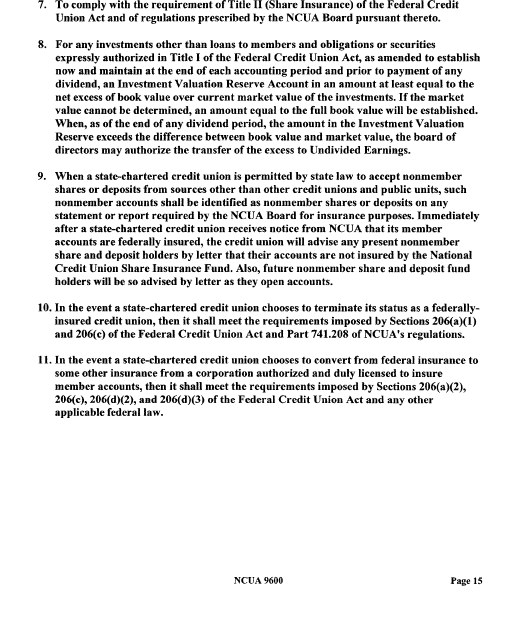 7. To comply with the requirement of Title II (Share Insurance) of the Federal Credit
Union Act and of regulations prescribed by the NCUA Board pursuant thereto.
8. For any investments other than loans to members and obligations or securities
expressly authorized in Title I of the Federal Credit Union Act, as amended to establish
now and maintain at the end of each accounting period and prior to payment of any
dividend, an Investment Valuation Reserve Account in an amount at least equal to the
net excess of book value over current market value of the investments. If the market
value cannot be determined, an amount equal to the full book value will be established.
When, as of the end of any dividend period, the amount in the Investment Valuation
Reserve exceeds the difference between book value and market value, the board of
directors may authorize the transfer of the excess to Undivided Earnings.
9. When a state-chartered credit union is permitted by state law to accept nonmember
shares or deposits from sources other than other credit unions and public units, such
nonmember accounts shall be identified as nonmember shares or deposits on any
statement or report required by the NCUA Board for insurance purposes. Immediately
after a state-chartered credit union receives notice from NCUA that its member
accounts are federally insured, the credit union will advise any present nonmember
share and deposit holders by letter that their accounts are not insured by the National
Credit Union Share Insurance Fund. Also, future nonmember share and deposit fund
holders will be so advised by letter as they open accounts.
10. In the event a state-chartered credit union chooses to terminate its status as a federally-
insured credit union, then it shall meet the requirements imposed by Sections 206(a)(1)
and 206(c) of the Federal Credit Union Act and Part 741.208 of NCUA's regulations.
11. In the event a state-chartered credit union chooses to convert from federal insurance to
some other insurance from a corporation authorized and duly licensed to insure
member accounts, then it shall meet the requirements imposed by Sections 206(a)(2),
206(c), 206(d)(2), and 206(d)(3) of the Federal Credit Union Act and any other
applicable federal law.
NCUA 9600
Page 15